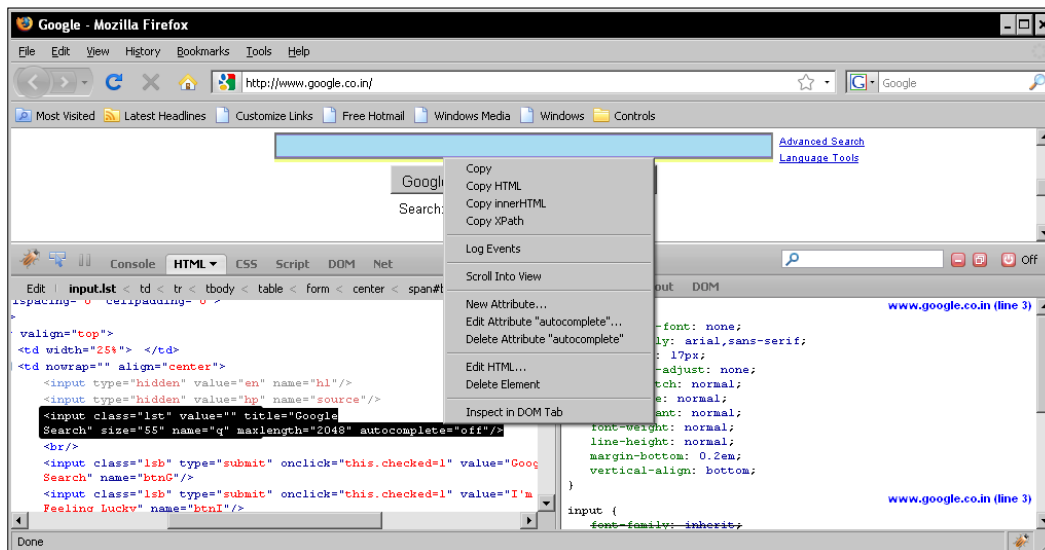 Google - Mozilla Firefox
File Edit View History Bookmarks Tools Help
http://www.google.co.in/
G Google
Most Visited Latest Headlines Customize Links Free Hotmail Windows Media Windows Controls
Advanced Search
Language Tools
Googl
Search:
Copy
Copy HTML
Copy innerHTML
Copy XPath
Log Events
Scroll Into View
New Attribute...
Edit Attribute "autocomplete"...
Delete Attribute "autocomplete"
Edit HTML...
Delete Element
Inspect in DOM Tab
Console HTML CSS Script DOM Net
Off
Edit input.lst < td < tr < tbody < table < form < center < span#b
out DOM
lspacing="0" cellpadding="0">
>
valign="top">
<td width="25%"> </td>
<td nowrap="" align="center">
<input type="hidden" value="en" name="hl"/>
<input type="hidden" value="hp" name="source"/>
<input class="lst" value="" title="Google
Search" size="55" name="q" maxlength="2048" autocomplete="off"/>
<br/>
<input class="lsb" type="submit" onclick="this.checked=1" value="Goog
Search" name="btnG"/>
<input class="lsb" type="submit" onclick="this.checked=1" value="I'm
Feeling Lucky" name="btnI"/>
www.google.co.in (line 3)
-font: none;
ly: arial,sans-serif;
: 17px;
-adjust: none;
tch: normal;
e: normal;
ant: normal;
font-weight: normal;
line-height: normal;
margin-bottom: 0.2em;
vertical-align: bottom;
}
www.google.co.in (line 3)
input {
font-family: inherit;
Done